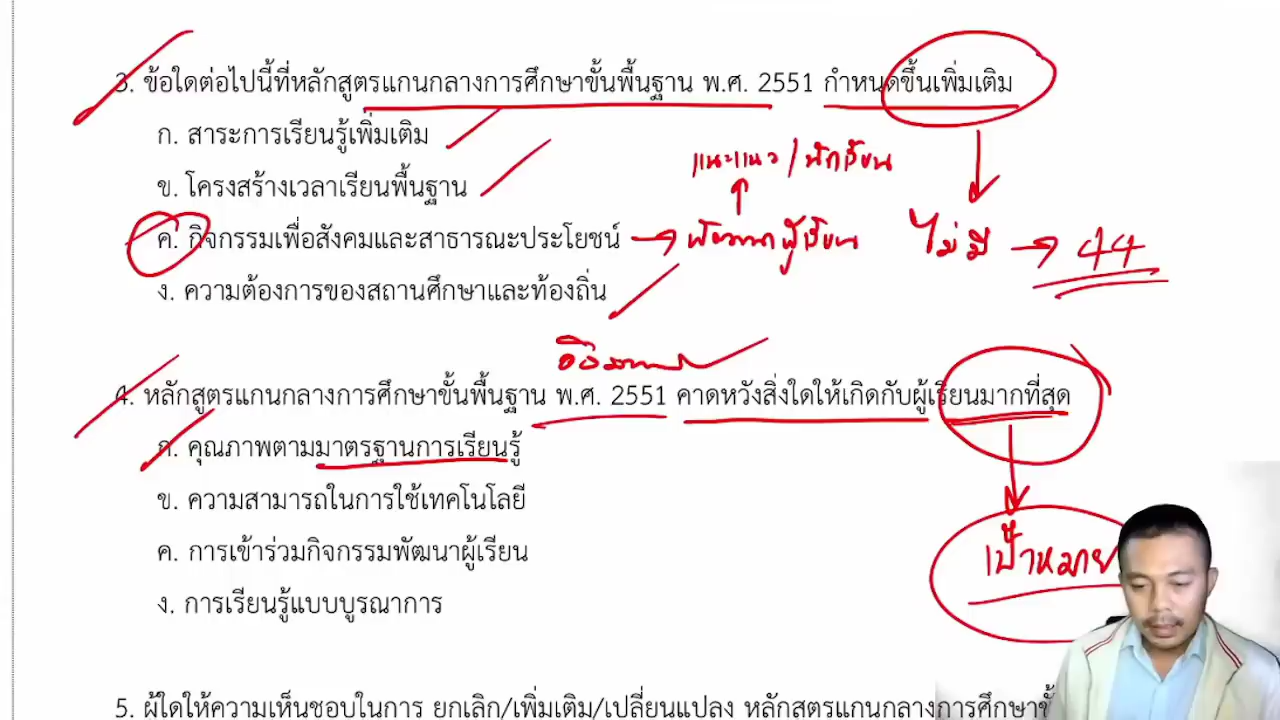 3. ข้อใดต่อไปนี้ที่หลักสูตรแกนกลางการศึกษาขั้นพื้นฐาน พ.ศ. 2551 กำหนดขึ้นเพิ่มเติม
ก. สาระการเรียนรู้เพิ่มเติม
แนะแนว / นักเรียน
ข. โครงสร้างเวลาเรียนพื้นฐาน
ค. กิจกรรมเพื่อสังคมและสาธารณะประโยชน์
ผู้เรียน ไม่มี 44
ง. ความต้องการของสถานศึกษาและท้องถิ่น
4. หลักสูตรแกนกลางการศึกษาขั้นพื้นฐาน พ.ศ. 2551 คาดหวังสิ่งใดให้เกิดกับผู้เรียนมากที่สุด
ก. คุณภาพตามมาตรฐานการเรียนรู้
ข. ความสามารถในการใช้เทคโนโลยี
ค. การเข้าร่วมกิจกรรมพัฒนาผู้เรียน
เป้าหมาย
ง. การเรียนรู้แบบบูรณาการ
5. ผู้ใดให้ความเห็นชอบในการ ยกเลิก/เพิ่มเติม/เปลี่ยนแปลง หลักสูตรแกนกลางการศึกษา